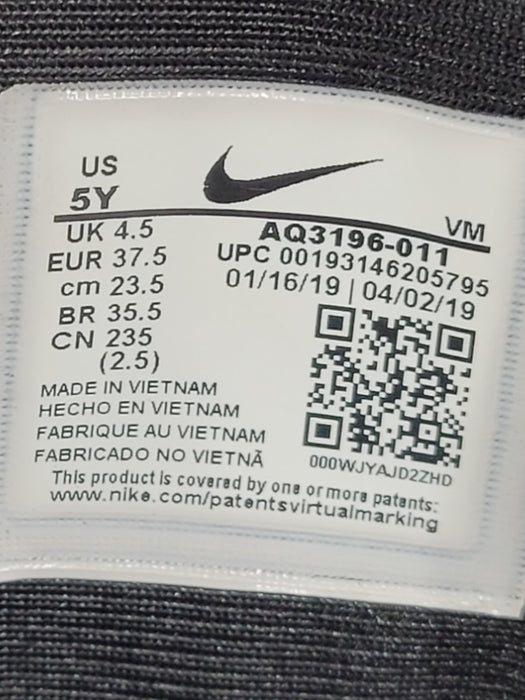 US
5Y
VM
UK 4.5
EUR 37.5
cm 23.5
BR 35.5
CN 235
(2.5)
AQ3196-011
UPC 00193146205795
01/16/19 | 04/02/19
000WJYAJD2ZHD
MADE IN VIETNAM
HECHO EN VIETNAM
FABRIQUE AU VIETNAM
FABRICADO NO VIETNÃ
This product is covered by one or more patents:
www.nike.com/patentsvirtualmarking